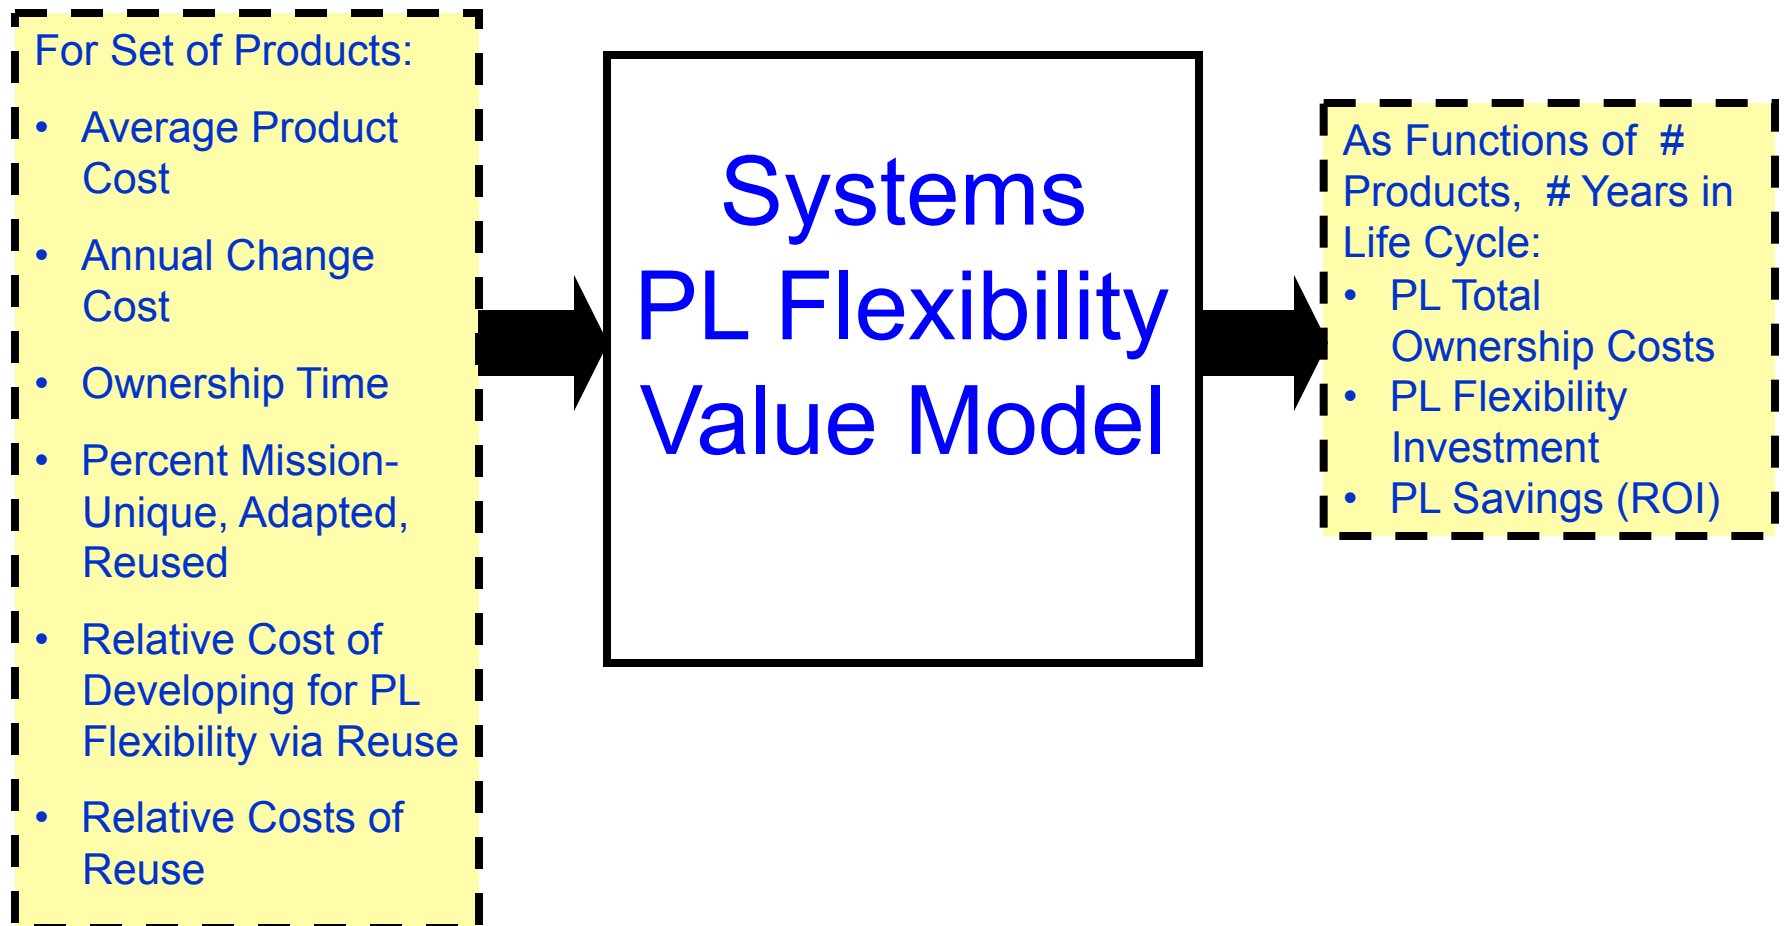 For Set of Products:
• Average Product
Cost
• Annual Change
Cost
• Ownership Time
• Percent Mission-
Unique, Adapted,
Reused
• Relative Cost of
Developing for PL
Flexibility via Reuse
• Relative Costs of
Reuse
Systems
PL Flexibility
Value Model
As Functions of #
Products, # Years in
Life Cycle:
• PL Total
Ownership Costs
• PL Flexibility
Investment
• PL Savings (ROI)